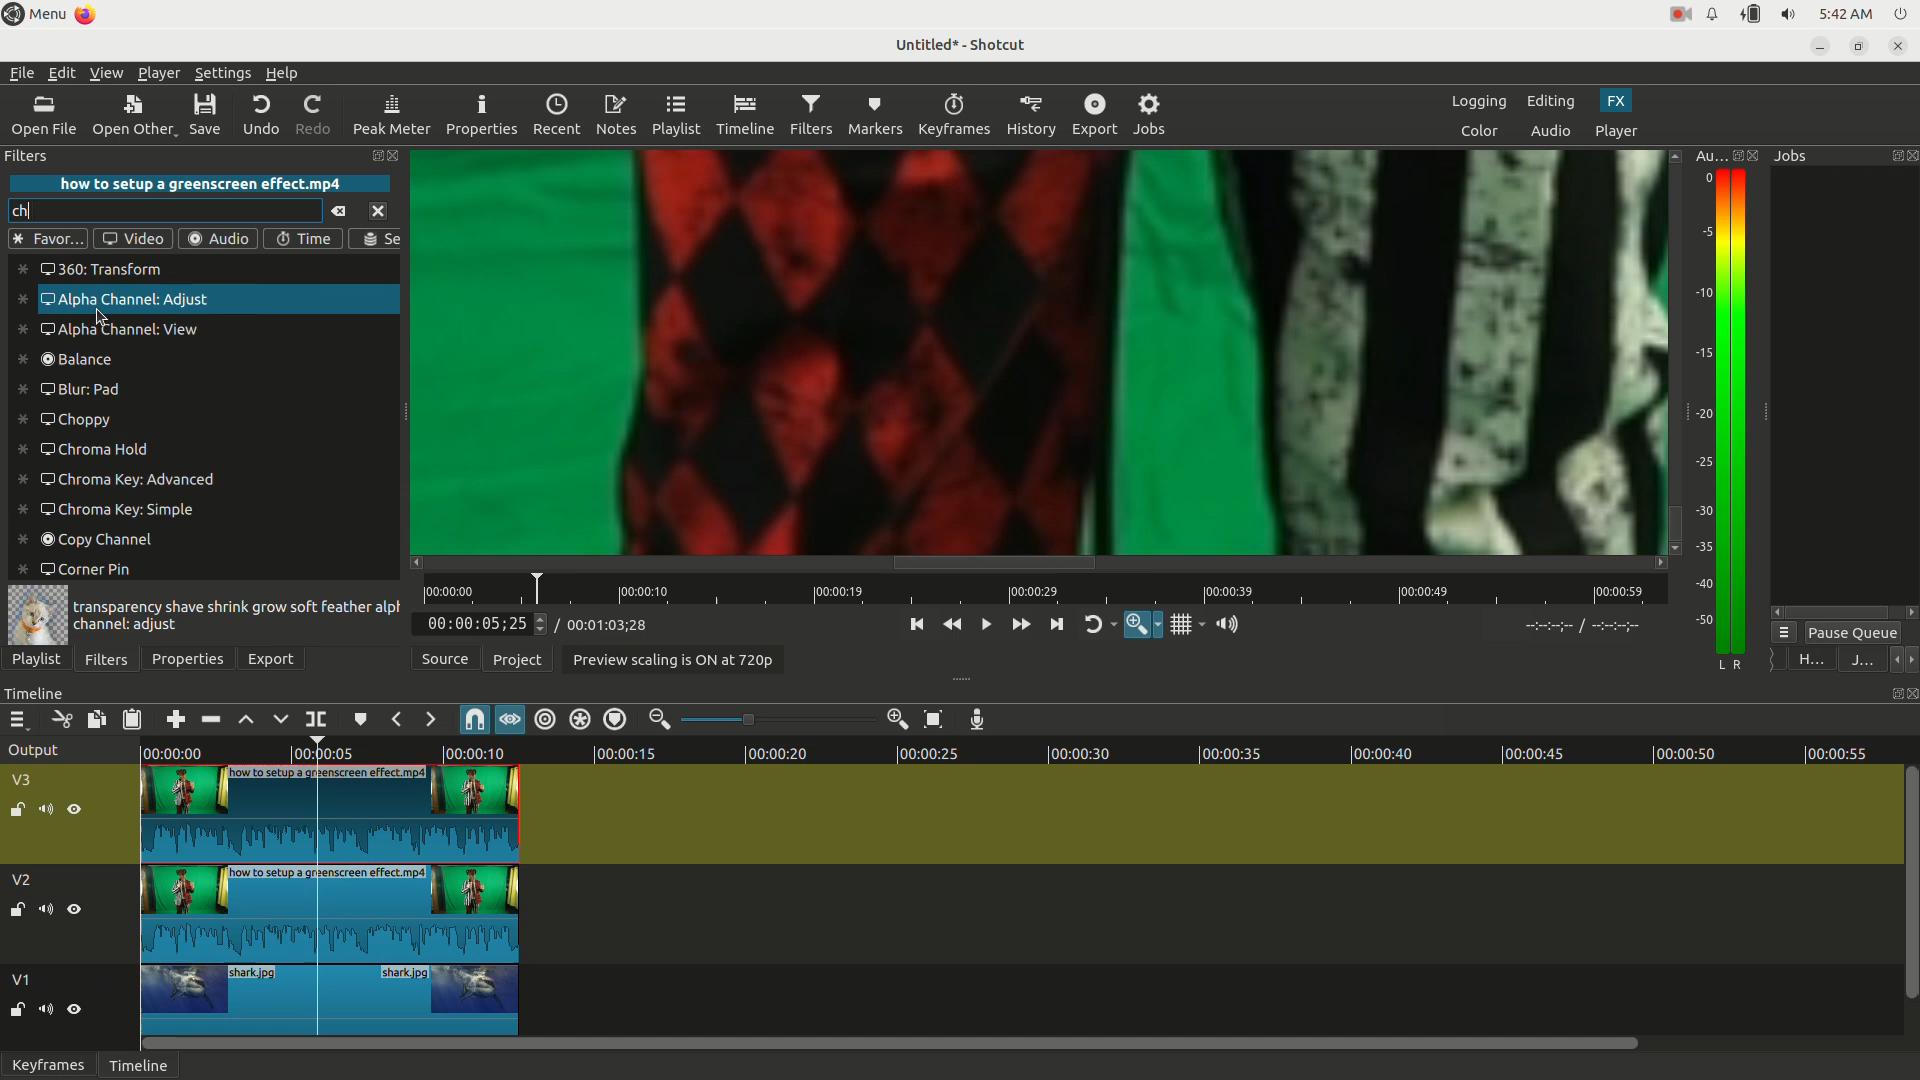 Menu
5:42 AM
Untitled* - Shotcut
File Edit View Player Settings Help
Open File Open Other Save Undo Redo Peak Meter Properties Recent Notes Playlist Timeline Filters Markers Keyframes History Export Jobs
Logging Editing FX
Color Audio Player
Filters
how to setup a greenscreen effect.mp4
ch
Favor... Video Audio Time Se
360: Transform
Alpha Channel: Adjust
Alpha Channel: View
Balance
Blur: Pad
Choppy
Chroma Hold
Chroma Key: Advanced
Chroma Key: Simple
Copy Channel
Corner Pin
transparency shave shrink grow soft feather alph
channel: adjust
Playlist Filters Properties Export
00:00:00 00:00:10 00:00:19 00:00:29 00:00:39 00:00:49 00:00:59
00:00:05;25 / 00:01:03;28
--:--:--;-- / --:--:--;--
Source Project Preview scaling is ON at 720p
Au...
0
-5
-10
-15
-20
-25
-30
-35
-40
-50
L R
Jobs
Pause Queue
H... J...
Timeline
Output
00:00:00 00:00:05 00:00:10 00:00:15 00:00:20 00:00:25 00:00:30 00:00:35 00:00:40 00:00:45 00:00:50 00:00:55
V3
how to setup a greenscreen effect.mp4
V2
how to setup a greenscreen effect.mp4
V1
shark.jpg shark.jpg
Keyframes Timeline